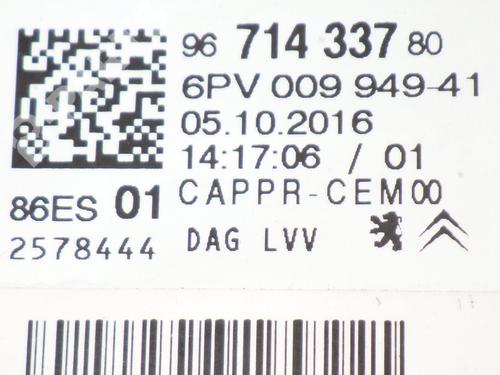 96 714 337 80
6PV 009 949-41
05.10.2016
14:17:06 / 01
86ES 01 CAPPR-CEM00
2578444 DAG LVV